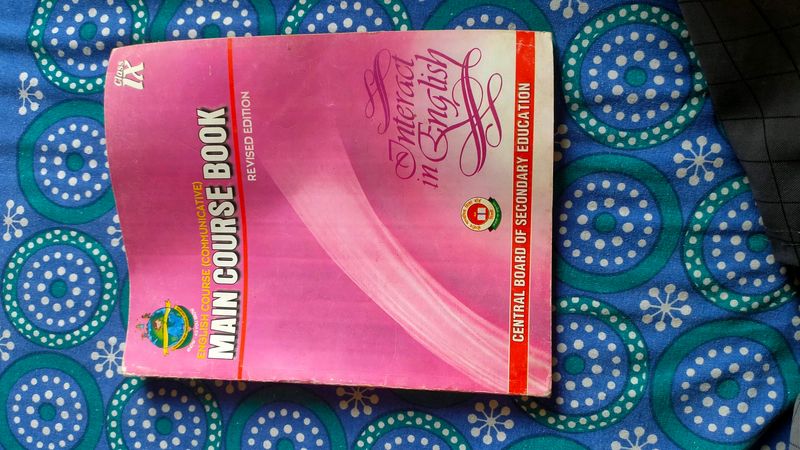 Class
IX
ENGLISH COURSE (COMMUNICATIVE)
MAIN COURSE BOOK
REVISED EDITION
Interact
in English
CENTRAL BOARD OF SECONDARY EDUCATION